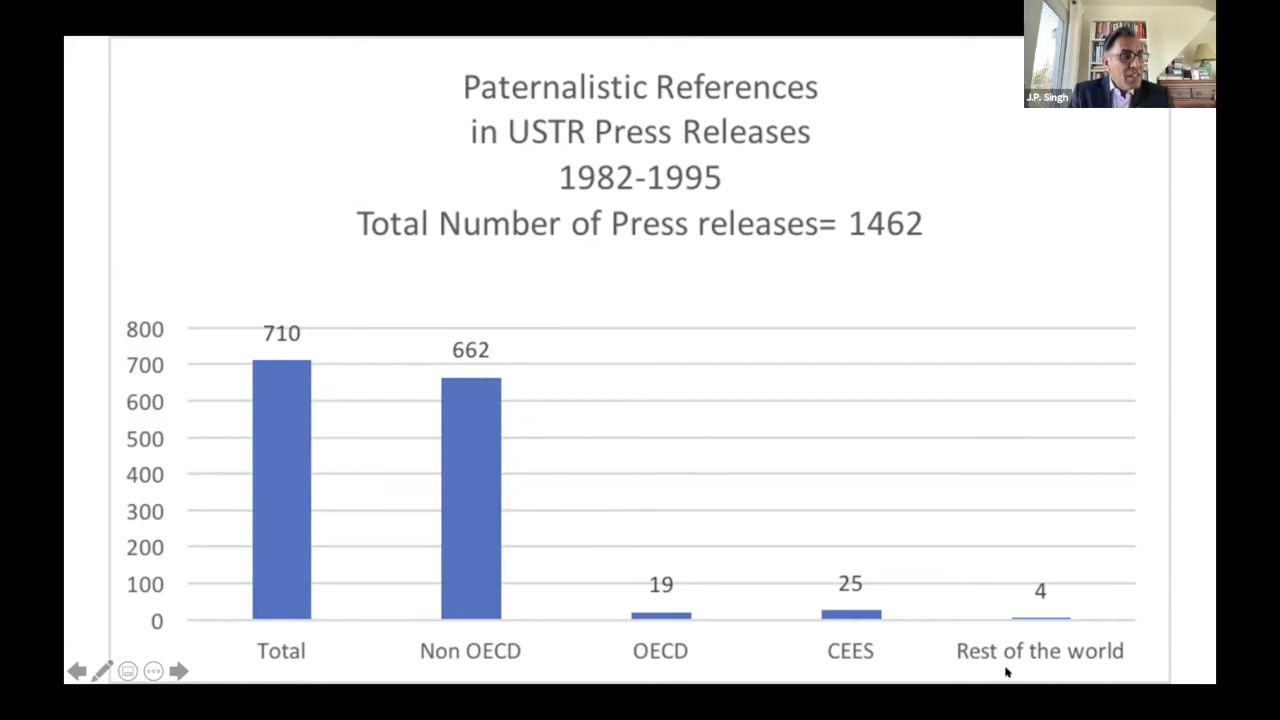 J.P. Singh
Paternalistic References
in USTR Press Releases
1982-1995
Total Number of Press releases= 1462
800
700
600
500
400
300
200
100
0
710
662
19
25
4
Total
Non OECD
OECD
CEES
Rest of the world